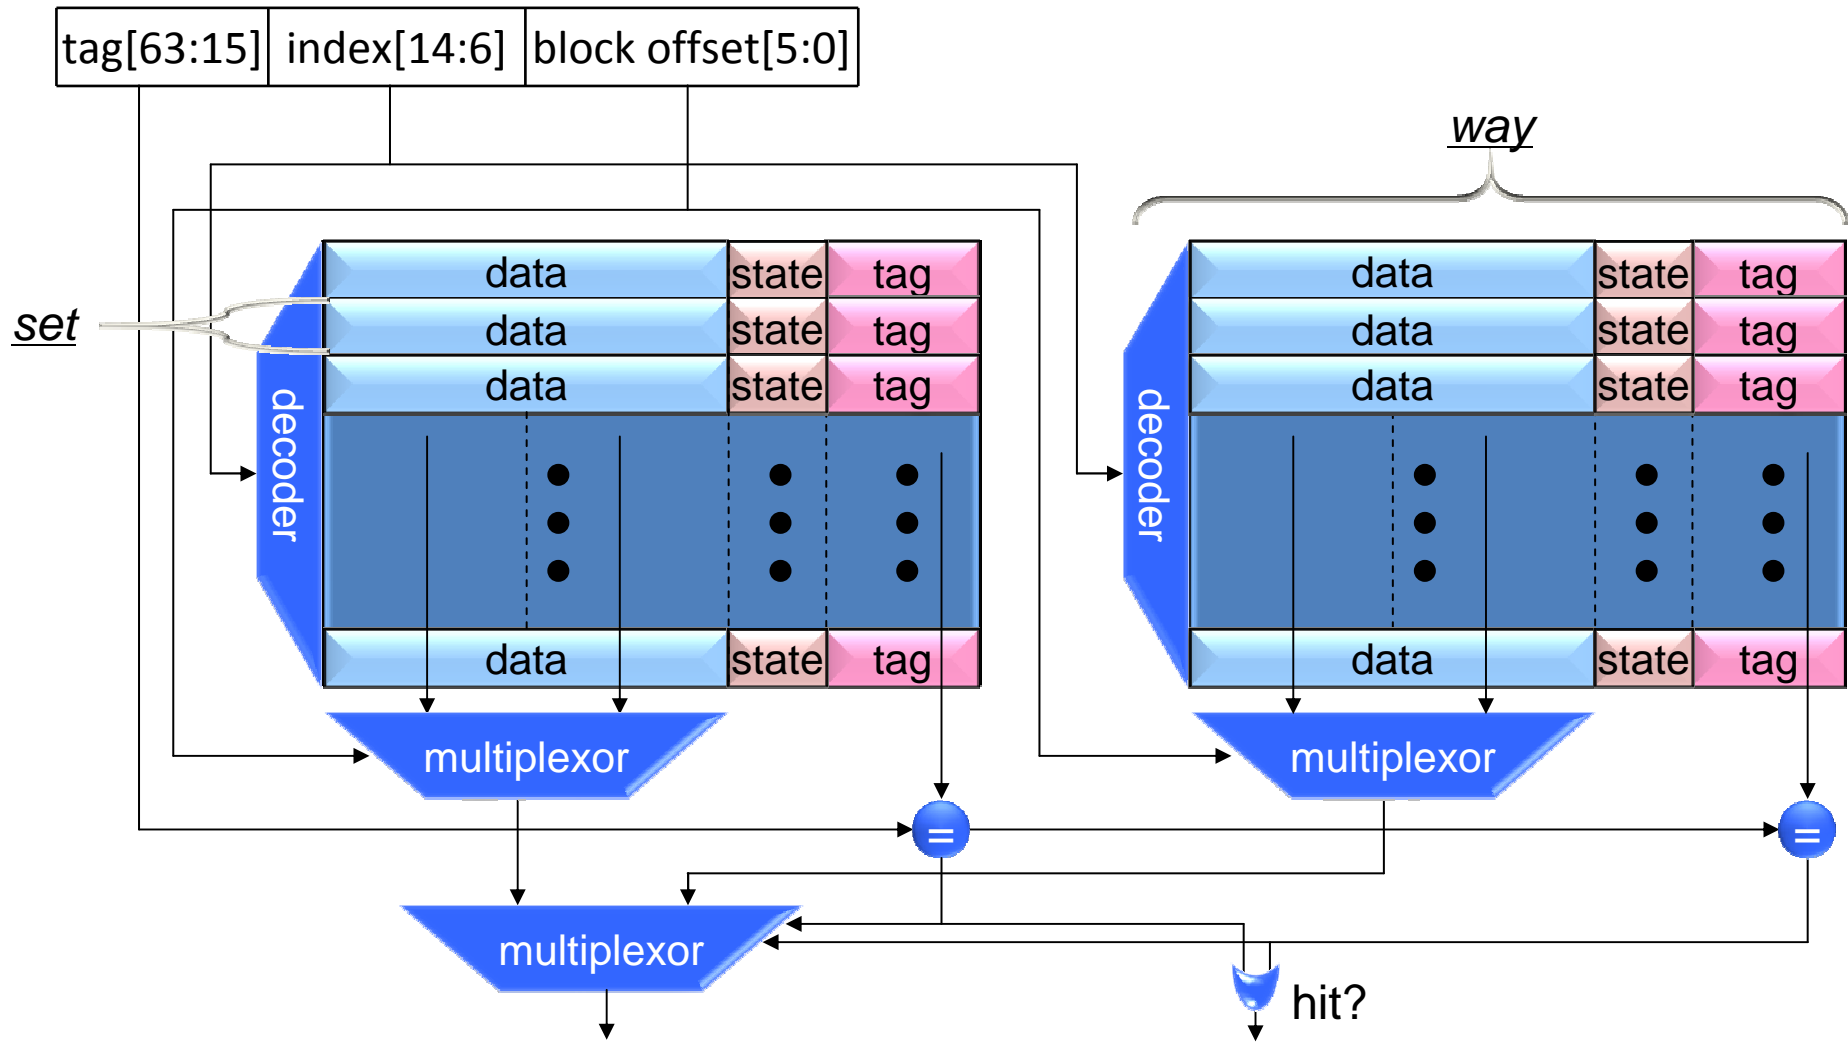 tag[63:15] index[14:6] block offset[5:0]
way
data state tag data state tag
set data state tag data state tag
data state tag data state tag
decoder decoder
data state tag data state tag
multiplexor multiplexor
= =
multiplexor
hit?